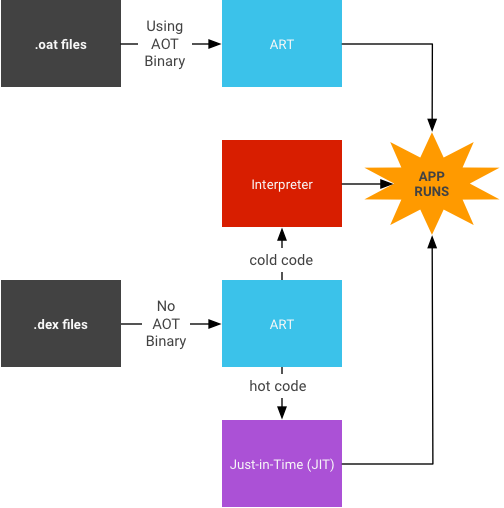 .oat files
Using
AOT
Binary
ART
Interpreter
APP
RUNS
cold code
.dex files
No
AOT
Binary
ART
hot code
Just-in-Time (JIT)